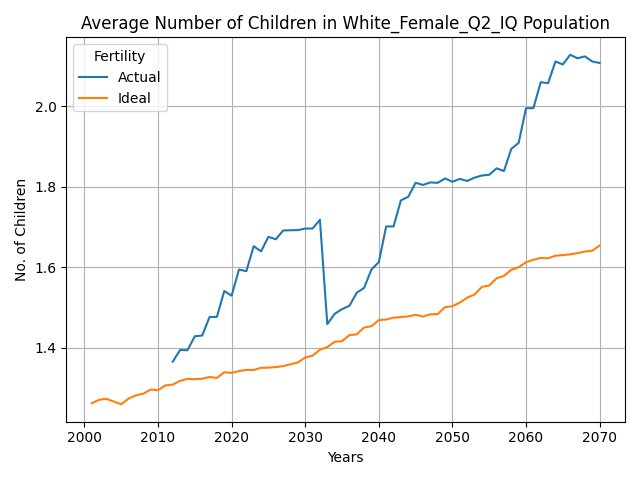 Average Number of Children in White_Female_Q2_IQ Population
Fertility
Actual
Ideal
No. of Children
2.0
1.8
1.6
1.4
2000 2010 2020 2030 2040 2050 2060 2070
Years